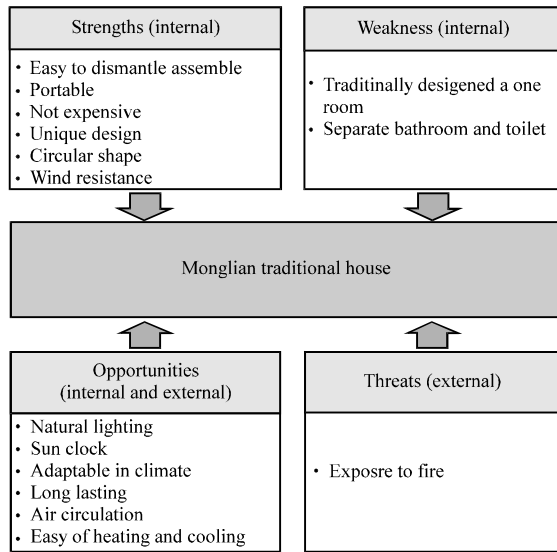 Strengths (internal)
• Easy to dismantle assemble
• Portable
• Not expensive
• Unique design
• Circular shape
• Wind resistance
Weakness (internal)
• Traditinally desigened a one
room
• Separate bathroom and toilet
Monglian traditional house
Opportunities
(internal and external)
• Natural lighting
• Sun clock
• Adaptable in climate
• Long lasting
• Air circulation
• Easy of heating and cooling
Threats (external)
• Exposre to fire